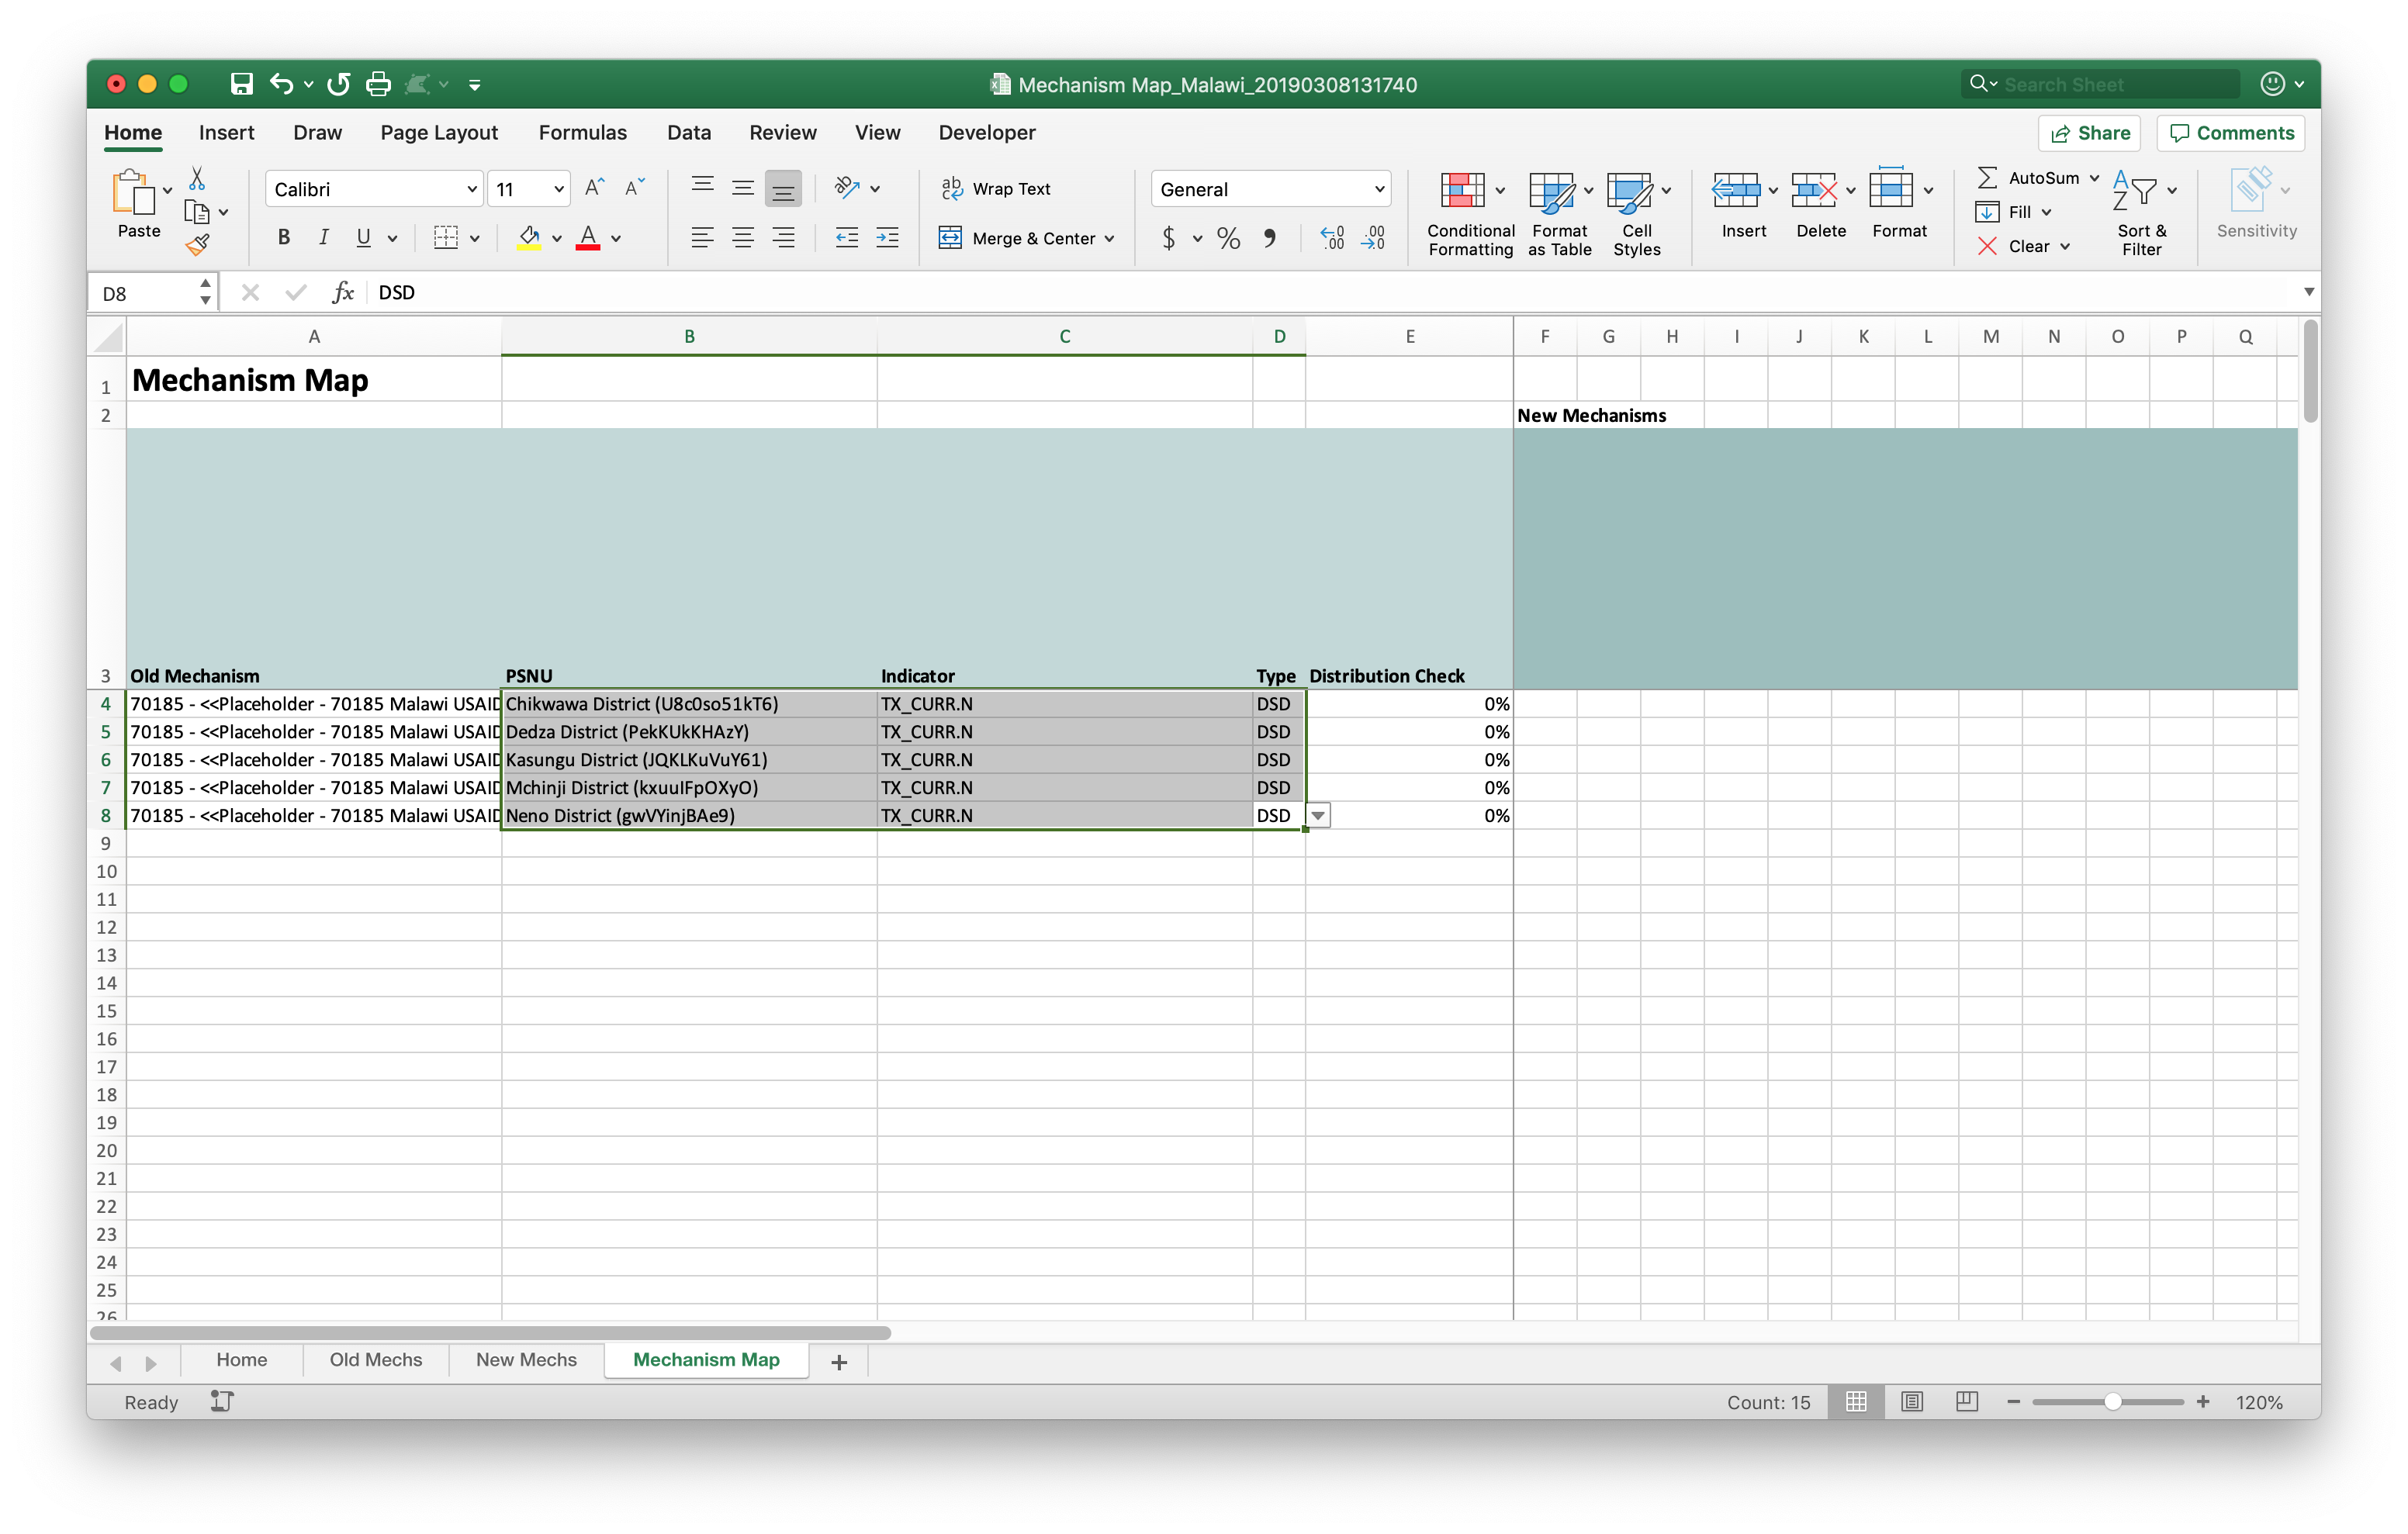 Mechanism Map_Malawi_20190308131740
Search Sheet
Home Insert Draw Page Layout Formulas Data Review View Developer Share Comments
Paste
Calibri 11
Wrap Text
Merge & Center
General
Conditional Formatting
Format as Table
Cell Styles
Insert
Delete
Format
AutoSum
Fill
Clear
Sort & Filter
Sensitivity
D8 fx DSD
A B C D E F G H I J K L M N O P Q
1 Mechanism Map
2 New Mechanisms
3 Old Mechanism PSNU Indicator Type Distribution Check
4 70185 - <<Placeholder - 70185 Malawi USAID Chikwawa District (U8c0so51kT6) TX_CURR.N DSD 0%
5 70185 - <<Placeholder - 70185 Malawi USAID Dedza District (PekKUkKHAzY) TX_CURR.N DSD 0%
6 70185 - <<Placeholder - 70185 Malawi USAID Kasungu District (JQKLKuVuY61) TX_CURR.N DSD 0%
7 70185 - <<Placeholder - 70185 Malawi USAID Mchinji District (kxuuIFpOXyO) TX_CURR.N DSD 0%
8 70185 - <<Placeholder - 70185 Malawi USAID Neno District (gwVYinjBAe9) TX_CURR.N DSD 0%
9
10
11
12
13
14
15
16
17
18
19
20
21
22
23
24
25
26
Home Old Mechs New Mechs Mechanism Map +
Ready Count: 15 120%